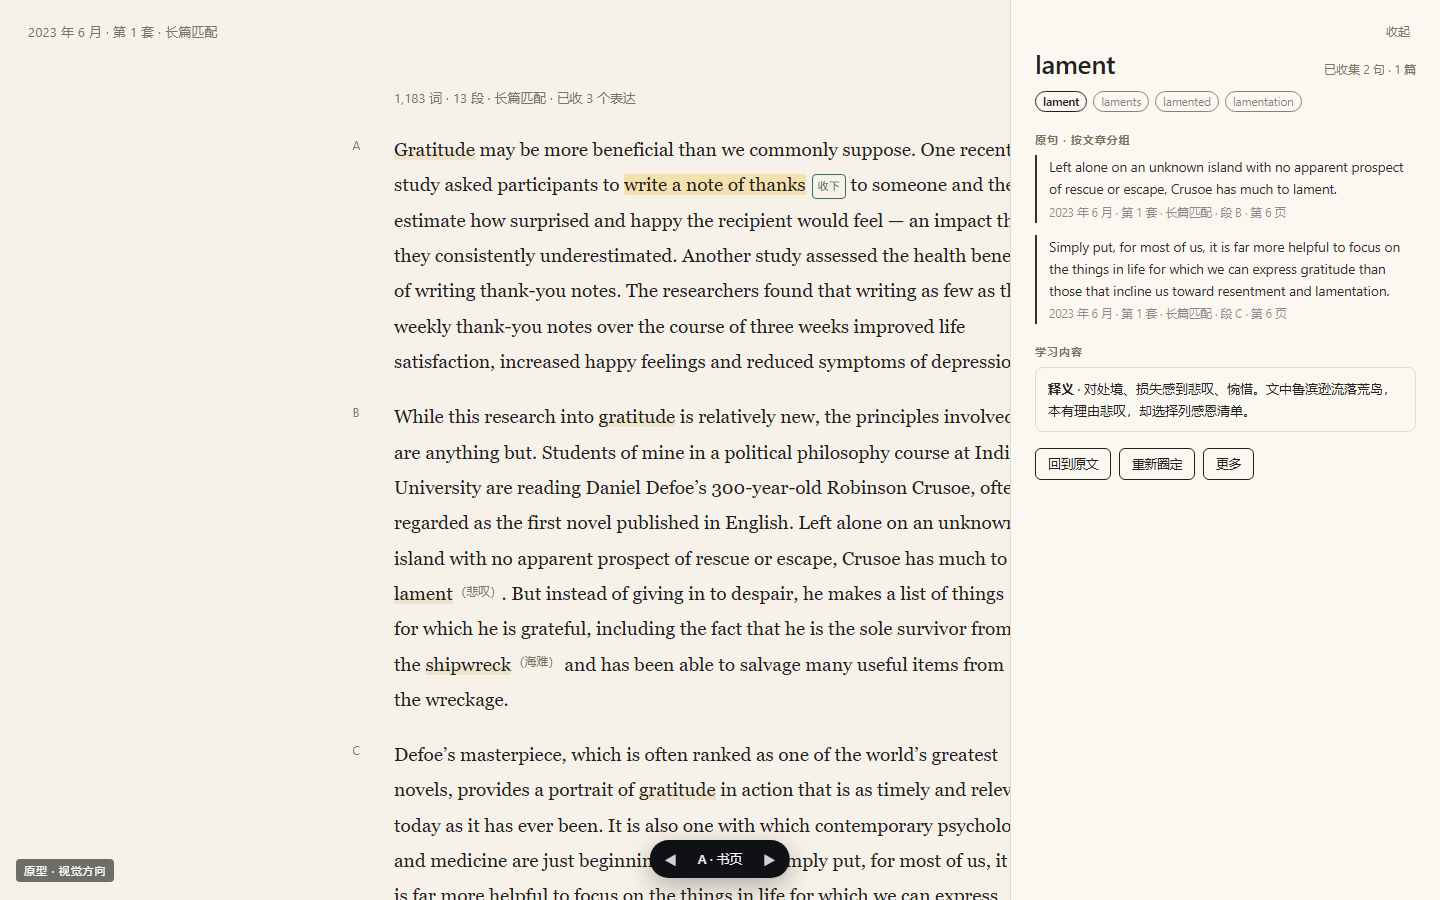 2023 年 6 月 · 第 1 套 · 长篇匹配
1,183 词 · 13 段 · 长篇匹配 · 已收 3 个表达
A
Gratitude may be more beneficial than we commonly suppose. One recent
study asked participants to write a note of thanks 收下 to someone and the
estimate how surprised and happy the recipient would feel — an impact th
they consistently underestimated. Another study assessed the health bene
of writing thank-you notes. The researchers found that writing as few as th
weekly thank-you notes over the course of three weeks improved life
satisfaction, increased happy feelings and reduced symptoms of depressio
B
While this research into gratitude is relatively new, the principles involved
are anything but. Students of mine in a political philosophy course at Indi
University are reading Daniel Defoe’s 300-year-old Robinson Crusoe, ofte
regarded as the first novel published in English. Left alone on an unknown
island with no apparent prospect of rescue or escape, Crusoe has much to
lament （悲叹） . But instead of giving in to despair, he makes a list of things
for which he is grateful, including the fact that he is the sole survivor from
the shipwreck （海难） and has been able to salvage many useful items from
the wreckage.
C
Defoe’s masterpiece, which is often ranked as one of the world’s greatest
novels, provides a portrait of gratitude in action that is as timely and relev
today as it has ever been. It is also one with which contemporary psycholo
and medicine are just beginnin mply put, for most of us, it
is far more helpful to focus on the things in life for which we can express
收起
lament
已收集 2 句 · 1 篇
lament laments lamented lamentation
原句 · 按文章分组
Left alone on an unknown island with no apparent prospect
of rescue or escape, Crusoe has much to lament.
2023 年 6 月 · 第 1 套 · 长篇匹配 · 段 B · 第 6 页
Simply put, for most of us, it is far more helpful to focus on
the things in life for which we can express gratitude than
those that incline us toward resentment and lamentation.
2023 年 6 月 · 第 1 套 · 长篇匹配 · 段 C · 第 6 页
学习内容
释义 · 对处境、损失感到悲叹、惋惜。文中鲁滨逊流落荒岛，
本有理由悲叹，却选择列感恩清单。
回到原文 重新圈定 更多
原型 · 视觉方向
◀ A · 书页 ▶